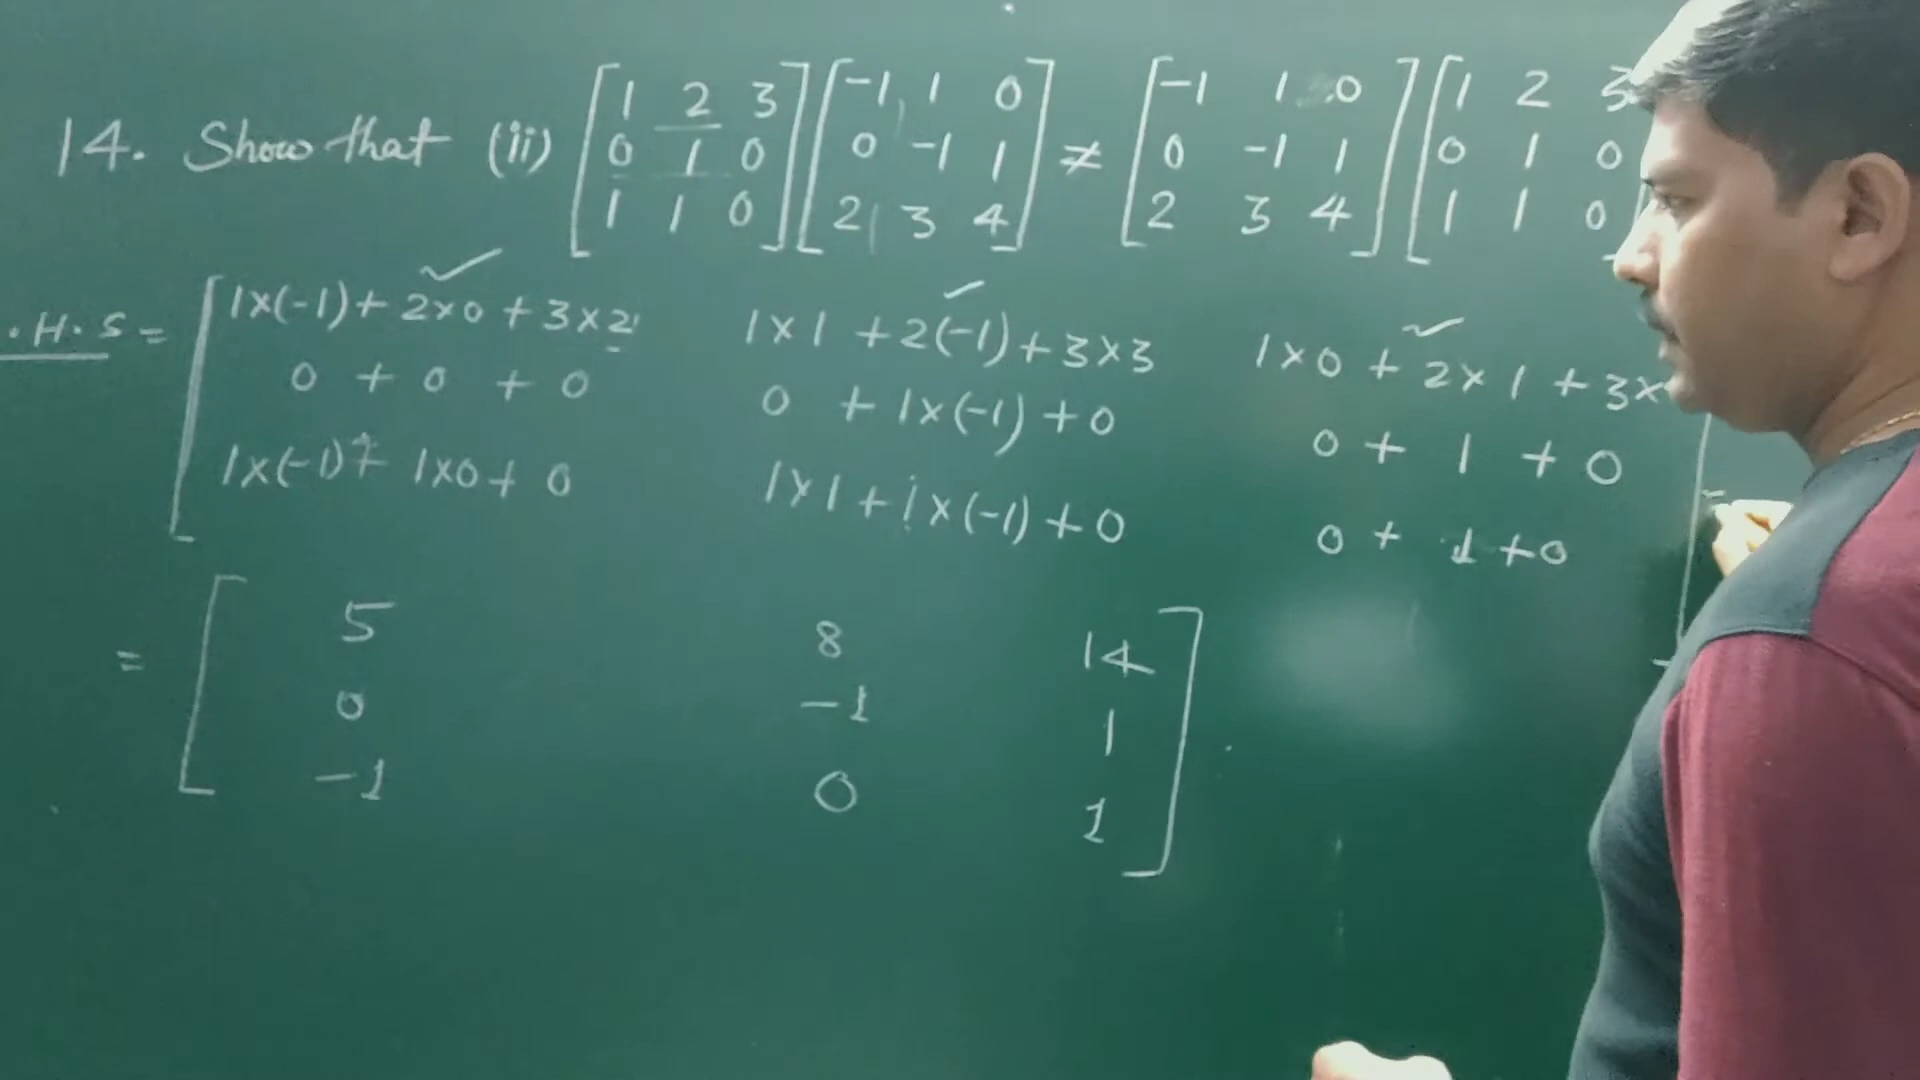 14. Show that (ii) [1 2 3 [-1 1 0 ≠ [-1 1 0 [1 2 3
0 1 0 0 -1 1 0 -1 1 0 1 0
1 1 0] 2 3 4] 2 3 4] 1 1 0
.H.S = [1×(-1)+ 2×0 + 3×2 1×1 + 2(-1)+3×3 1×0 + 2×1 + 3×
0 + 0 + 0 0 + 1×(-1) + 0 0 + 1 + 0
1×(-1)+ 1×0+ 0 1×1+1×(-1)+0 0 + 1+0
= [5 8 14
0 -1 1
-1 0 1]